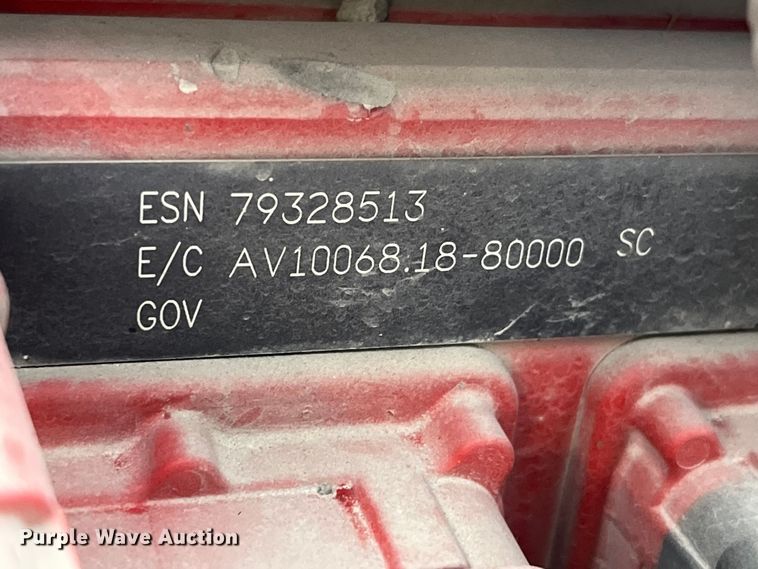 ESN 79328513
E/C AV10068.18-80000 SC
GOV
Purple Wave Auction